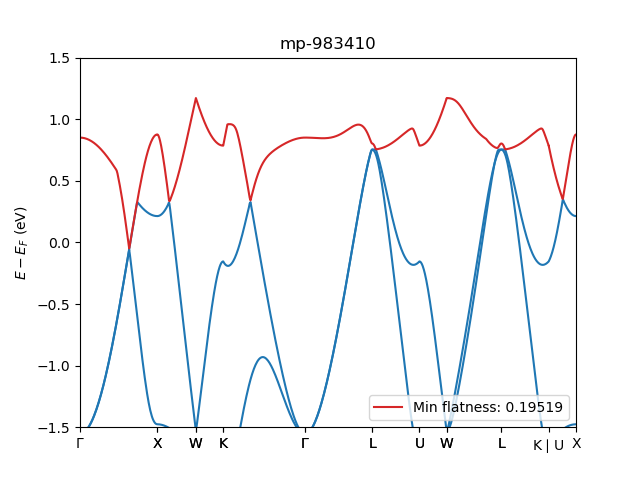 mp-983410
1.5
1.0
0.5
0.0
−0.5
−1.0
−1.5
E − E_F (eV)
Min flatness: 0.19519
Γ X W K Γ L U W L K | U X